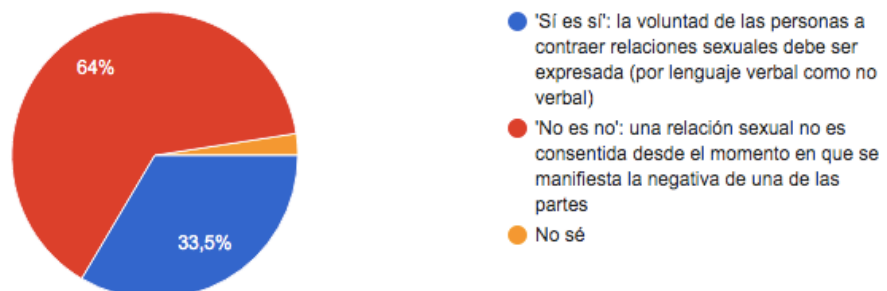 64%
33,5%
'Sí es sí': la voluntad de las personas a
contraer relaciones sexuales debe ser
expresada (por lenguaje verbal como no
verbal)
'No es no': una relación sexual no es
consentida desde el momento en que se
manifiesta la negativa de una de las
partes
No sé